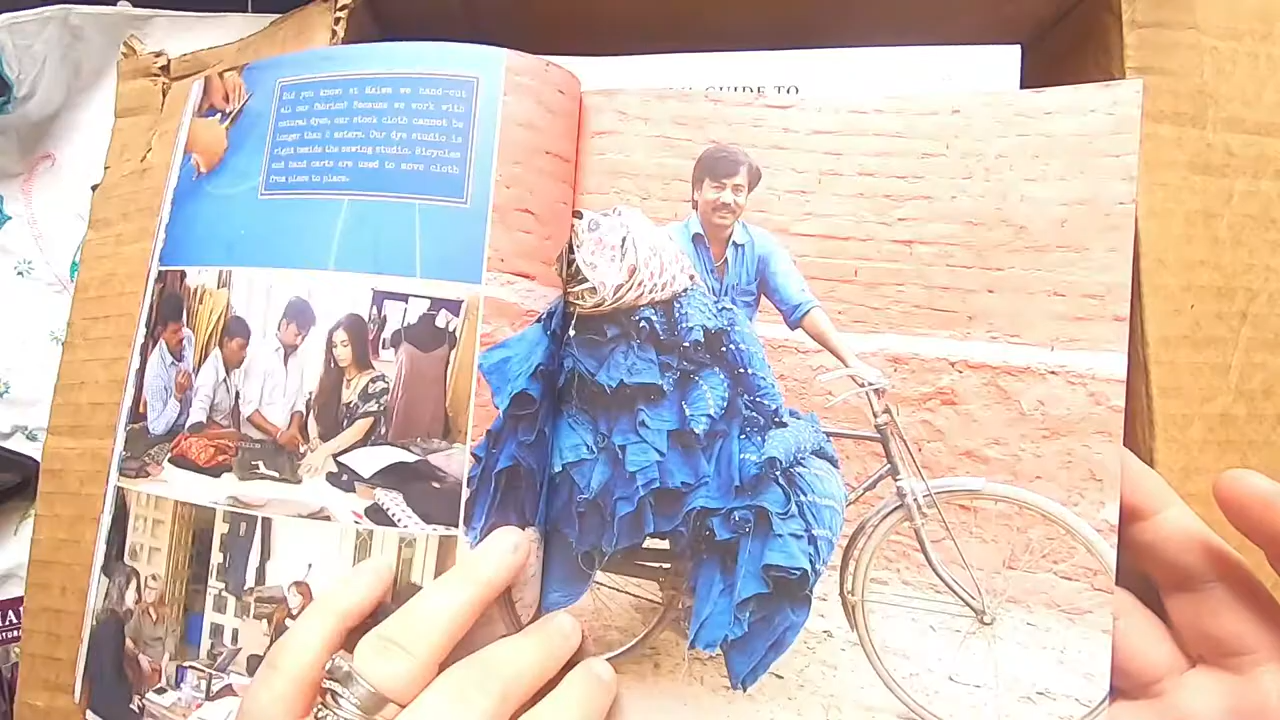 Did you know: at Maiwa we hand-cut
all our fabrics? Because we work with
natural dyes, our stock cloth cannot be
longer than 8 meters. Our dye studio is
right beside the sewing studio. Bicycles
and hand carts are used to move cloth
from place to place.
GUIDE TO